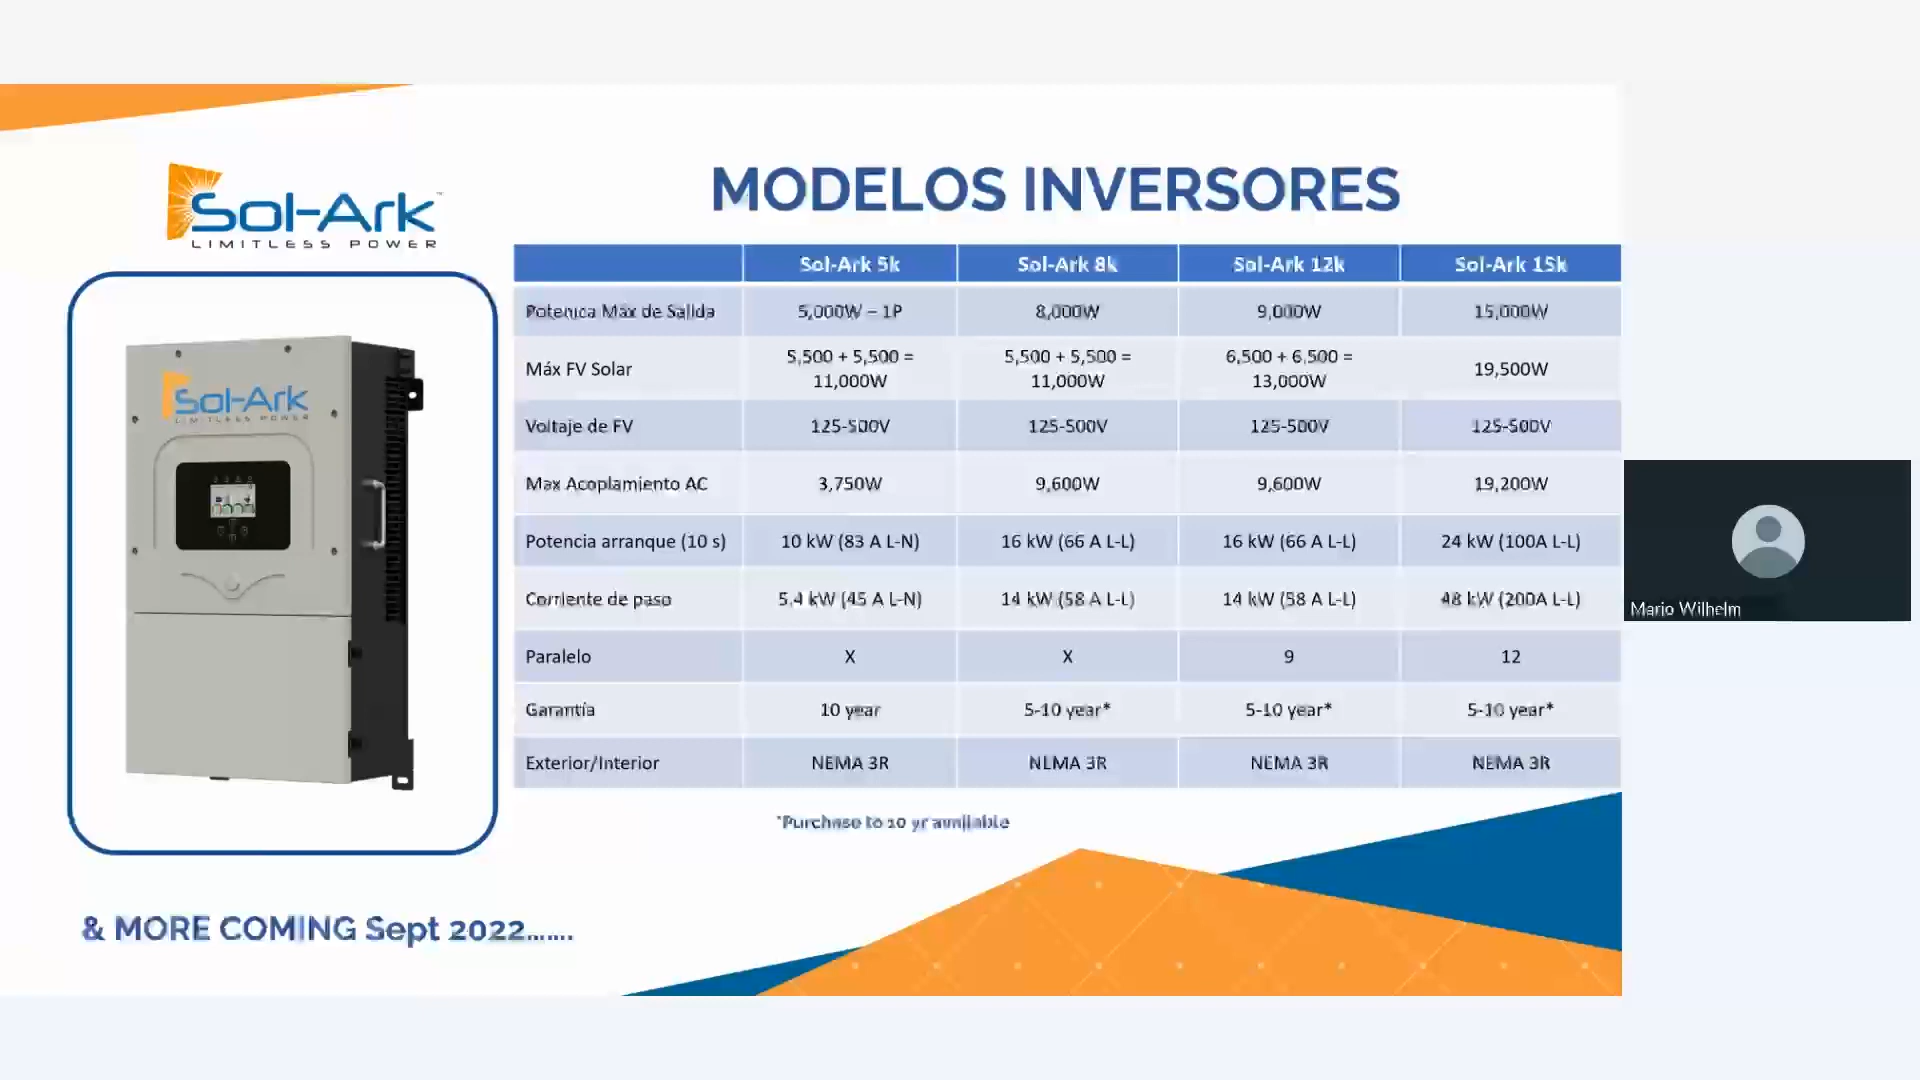 Sol-Ark™
LIMITLESS POWER
MODELOS INVERSORES
Sol-Ark 5k Sol-Ark 8k Sol-Ark 12k Sol-Ark 15k
Potenica Máx de Salida 5,000W – 1P 8,000W 9,000W 15,000W
Máx FV Solar 5,500 + 5,500 = 11,000W 5,500 + 5,500 = 11,000W 6,500 + 6,500 = 13,000W 19,500W
Voltaje de FV 125-500V 125-500V 125-500V 125-500V
Max Acoplamiento AC 3,750W 9,600W 9,600W 19,200W
Potencia arranque (10 s) 10 kW (83 A L-N) 16 kW (66 A L-L) 16 kW (66 A L-L) 24 kW (100A L-L)
Corriente de paso 5.4 kW (45 A L-N) 14 kW (58 A L-L) 14 kW (58 A L-L) 48 kW (200A L-L)
Paralelo X X 9 12
Garantía 10 year 5-10 year* 5-10 year* 5-10 year*
Exterior/Interior NEMA 3R NEMA 3R NEMA 3R NEMA 3R
*Purchase to 10 yr available
Sol-Ark
LIMITLESS POWER
& MORE COMING Sept 2022......
Mario Wilhelm